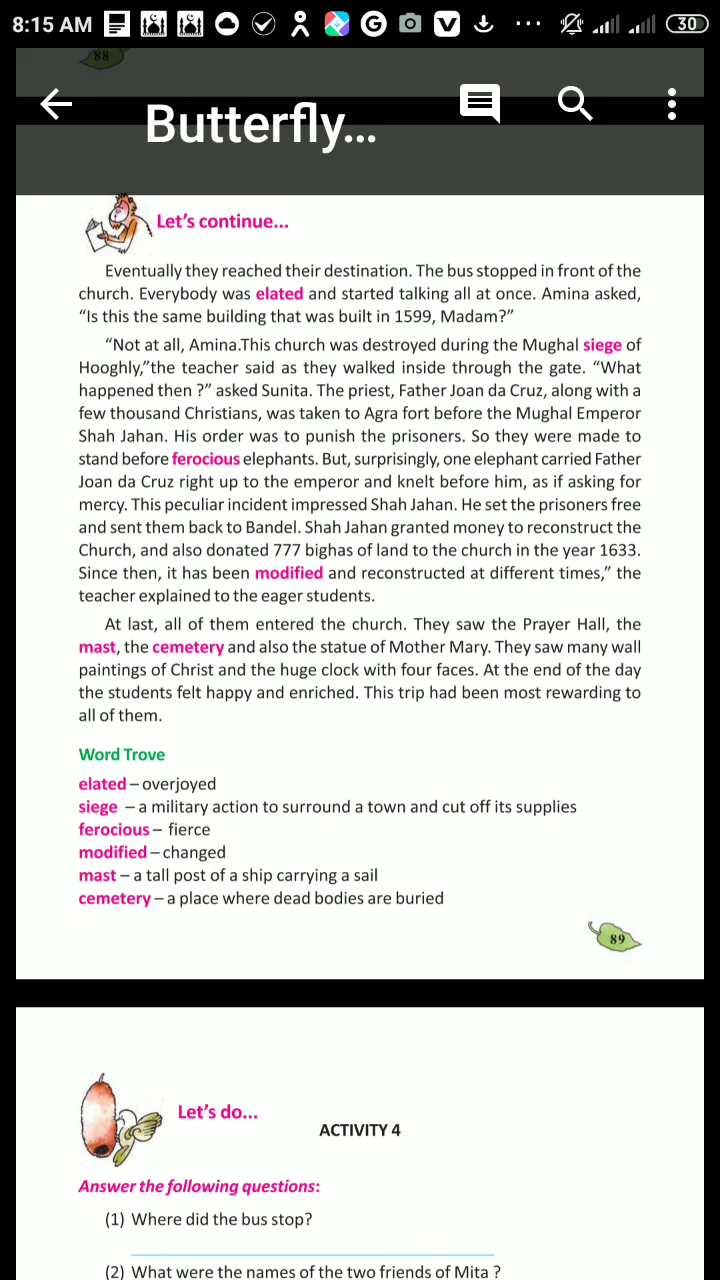 8:15 AM
30
88
Butterfly...
Let's continue...
Eventually they reached their destination. The bus stopped in front of the
church. Everybody was elated and started talking all at once. Amina asked,
“Is this the same building that was built in 1599, Madam?”
“Not at all, Amina.This church was destroyed during the Mughal siege of
Hooghly,”the teacher said as they walked inside through the gate. “What
happened then ?” asked Sunita. The priest, Father Joan da Cruz, along with a
few thousand Christians, was taken to Agra fort before the Mughal Emperor
Shah Jahan. His order was to punish the prisoners. So they were made to
stand before ferocious elephants. But, surprisingly, one elephant carried Father
Joan da Cruz right up to the emperor and knelt before him, as if asking for
mercy. This peculiar incident impressed Shah Jahan. He set the prisoners free
and sent them back to Bandel. Shah Jahan granted money to reconstruct the
Church, and also donated 777 bighas of land to the church in the year 1633.
Since then, it has been modified and reconstructed at different times,” the
teacher explained to the eager students.
At last, all of them entered the church. They saw the Prayer Hall, the
mast, the cemetery and also the statue of Mother Mary. They saw many wall
paintings of Christ and the huge clock with four faces. At the end of the day
the students felt happy and enriched. This trip had been most rewarding to
all of them.
Word Trove
elated – overjoyed
siege – a military action to surround a town and cut off its supplies
ferocious – fierce
modified – changed
mast – a tall post of a ship carrying a sail
cemetery – a place where dead bodies are buried
89
Let's do...
ACTIVITY 4
Answer the following questions:
(1) Where did the bus stop?
(2) What were the names of the two friends of Mita ?